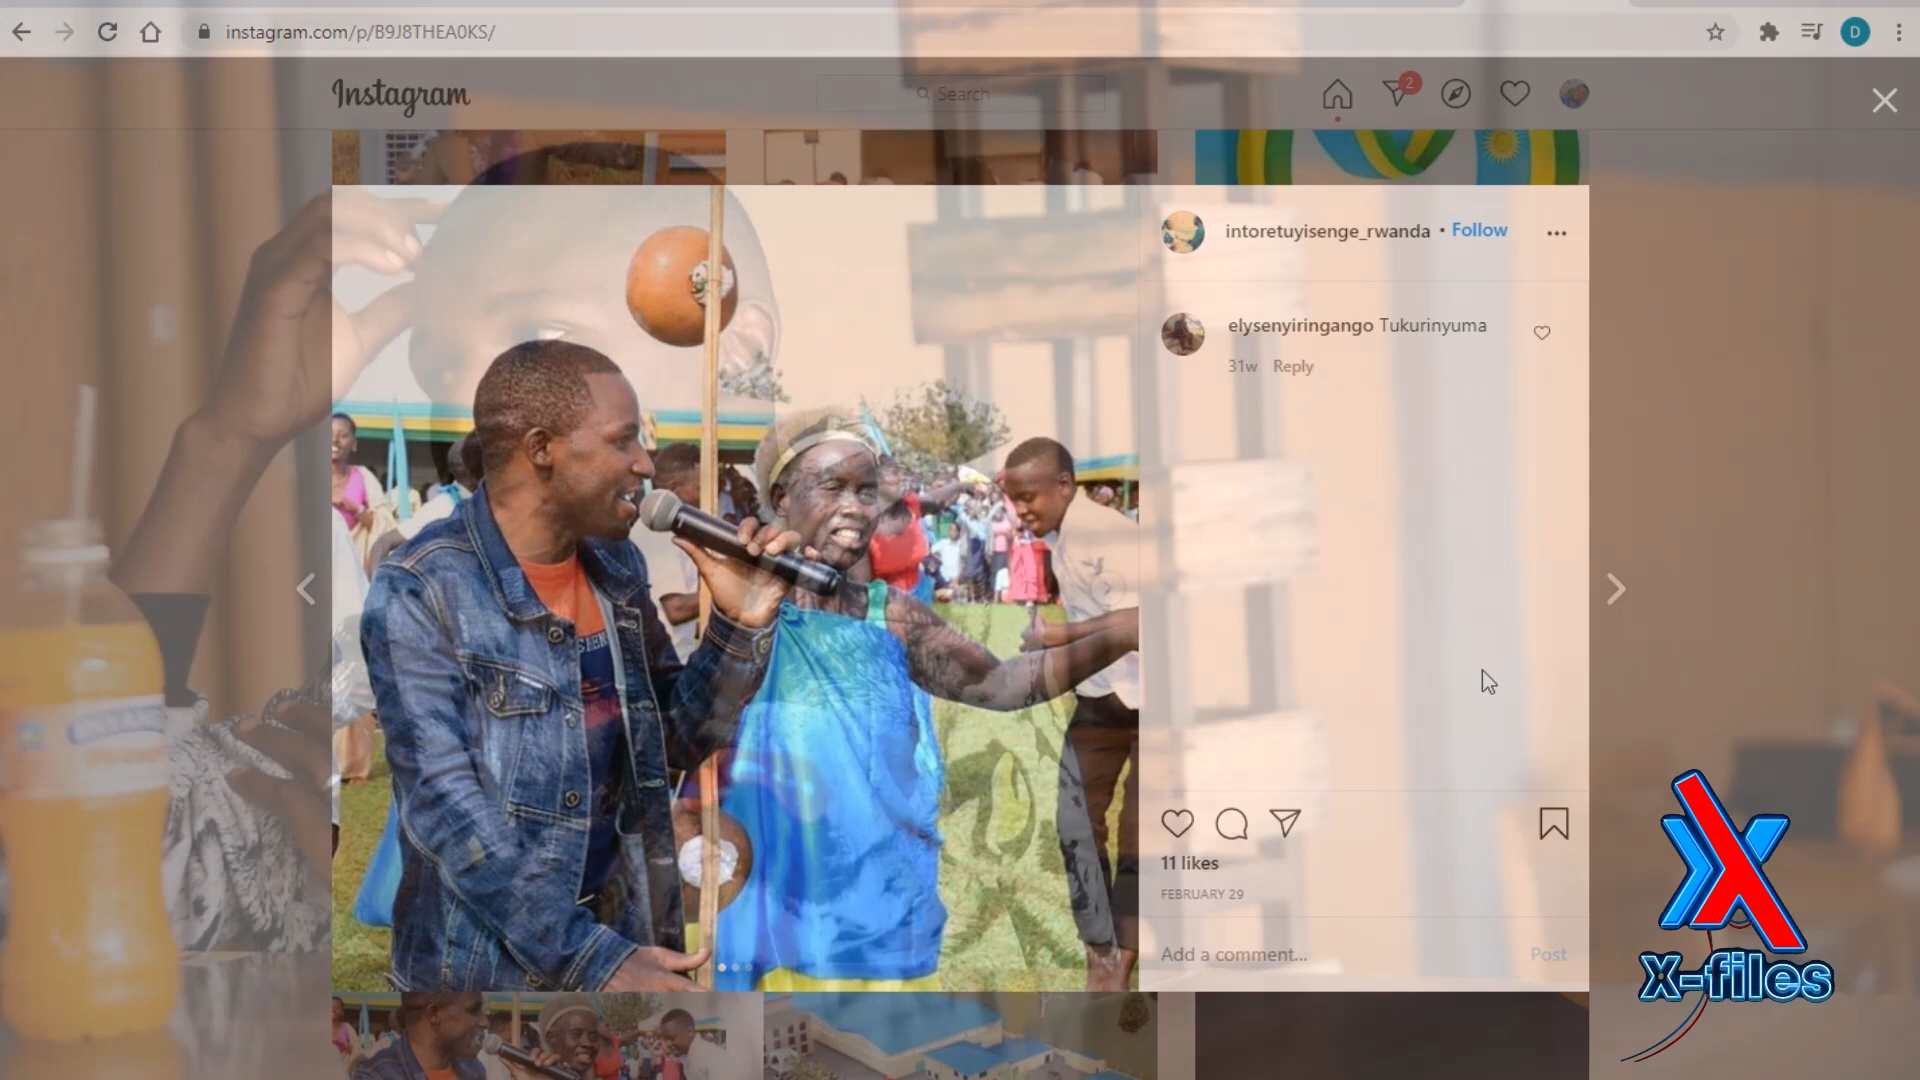 instagram.com/p/B9J8THEA0KS/
D
Instagram
Search
2
intoretuyisenge_rwanda • Follow
elysenyiringango Tukurinyuma
31w Reply
11 likes
FEBRUARY 29
Add a comment... Post
X-files